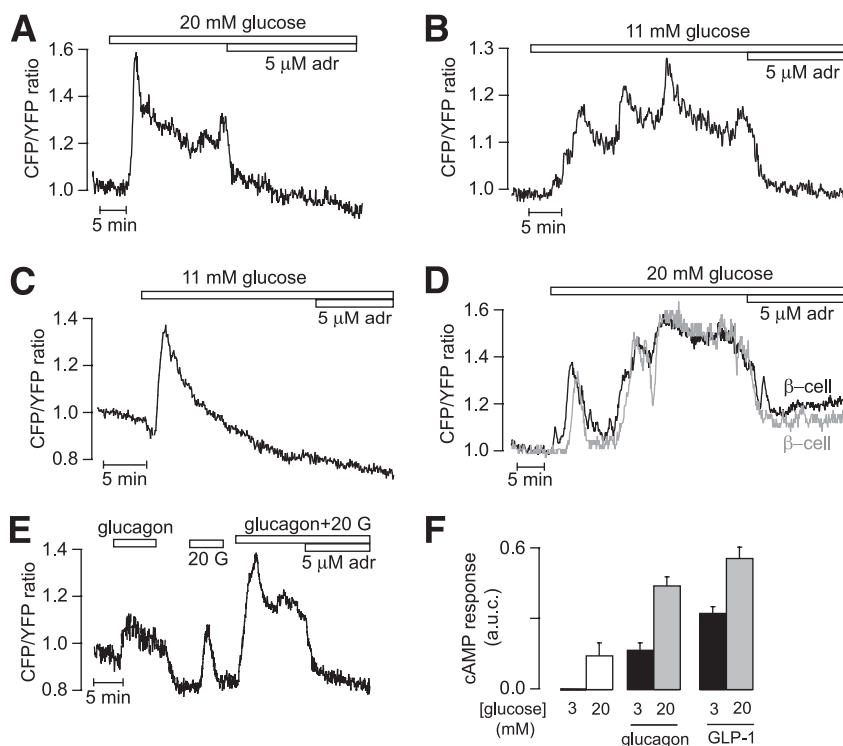 A
20 mM glucose
5 μM adr
CFP/YFP ratio
1.6
1.4
1.2
1.0
5 min
B
11 mM glucose
5 μM adr
CFP/YFP ratio
1.3
1.2
1.1
1.0
5 min
C
11 mM glucose
5 μM adr
CFP/YFP ratio
1.4
1.2
1.0
0.8
5 min
D
20 mM glucose
5 μM adr
CFP/YFP ratio
1.6
1.4
1.2
1.0
β–cell
β–cell
5 min
E
glucagon
20 G
glucagon+20 G
5 μM adr
CFP/YFP ratio
1.4
1.2
1.0
0.8
5 min
F
cAMP response
(a.u.c.)
0.6
0.0
[glucose] 3 20 3 20 3 20
(mM)
glucagon GLP-1